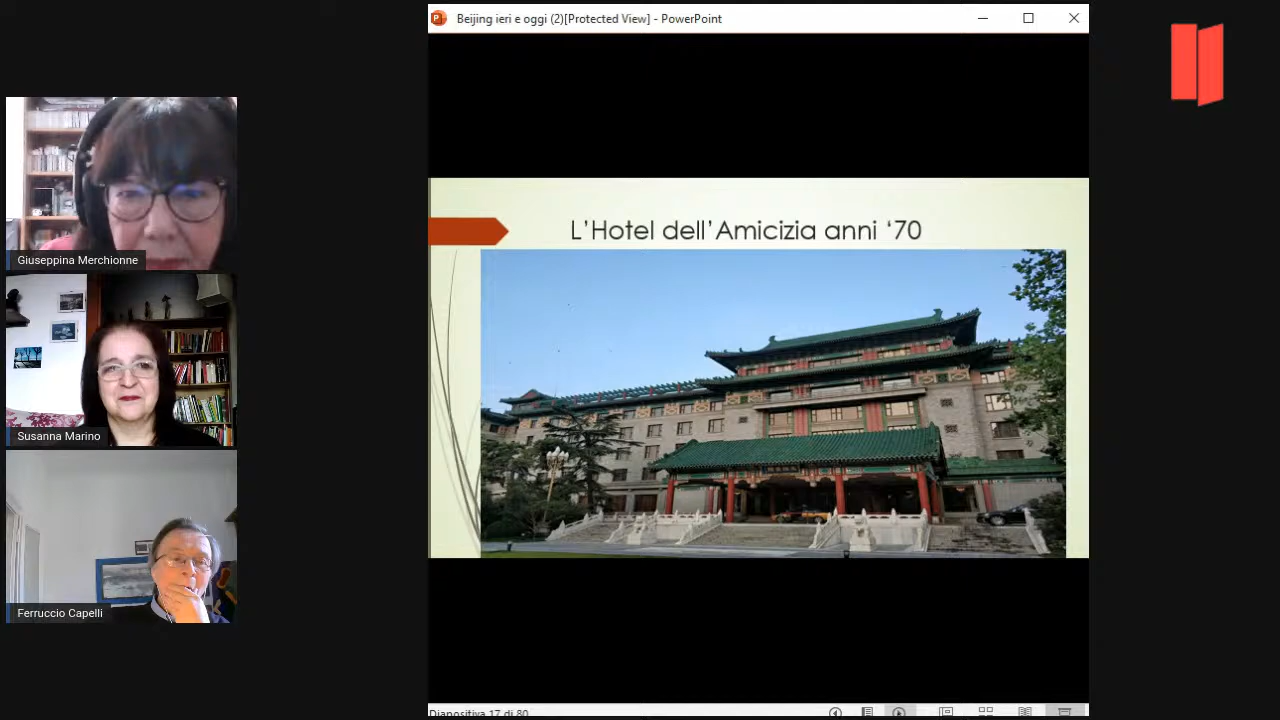 Beijing ieri e oggi (2)[Protected View] - PowerPoint
Giuseppina Merchionne
Susanna Marino
Ferruccio Capelli
L’Hotel dell’Amicizia anni ‘70
Diapositiva 17 di 80